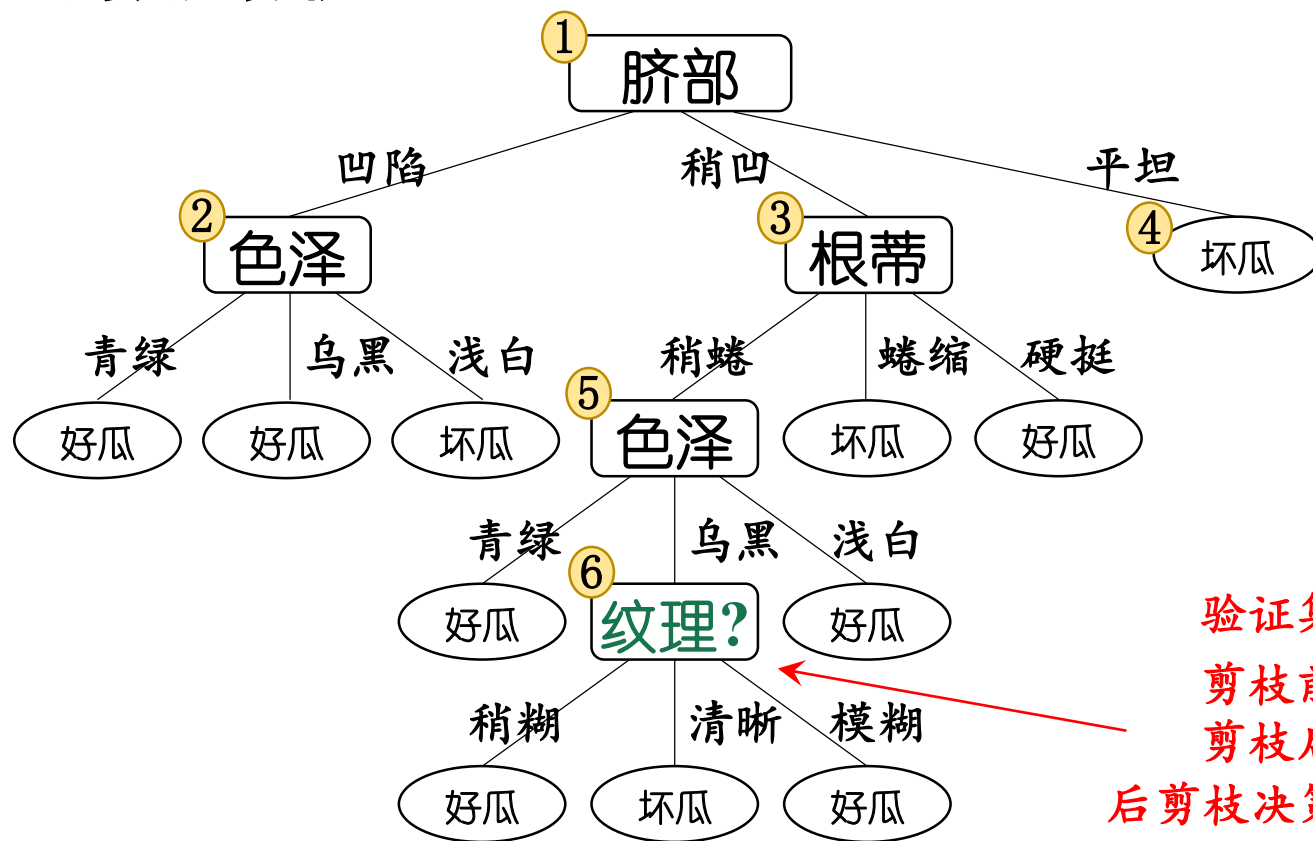 1
脐部
凹陷
稍凹
平坦
2
色泽
3
根蒂
4
坏瓜
青绿
乌黑
浅白
稍蜷
蜷缩
硬挺
好瓜
好瓜
坏瓜
5
色泽
坏瓜
好瓜
青绿
乌黑
浅白
好瓜
6
纹理?
好瓜
验证集
剪枝前
稍糊
清晰
模糊
剪枝后
好瓜
坏瓜
好瓜
后剪枝决策